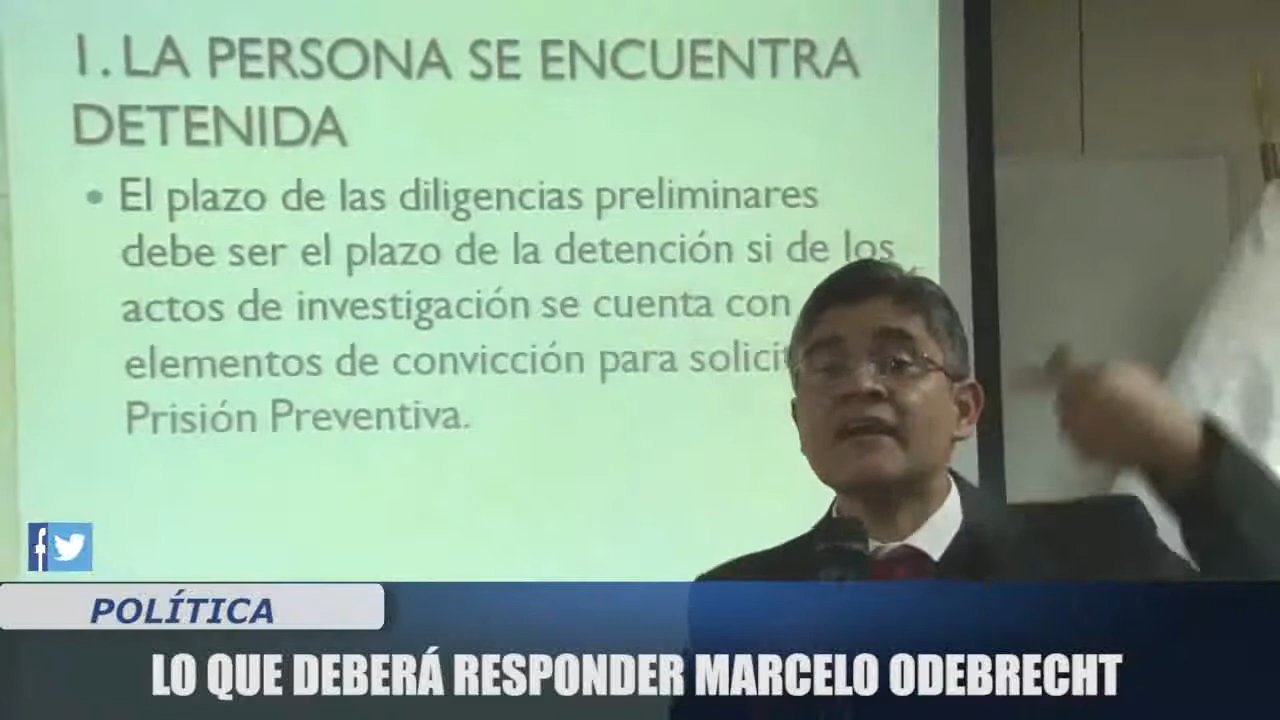 1. LA PERSONA SE ENCUENTRA
DETENIDA
• El plazo de las diligencias preliminares
debe ser el plazo de la detención si de los
actos de investigación se cuenta con
elementos de convicción para
Prisión Preventiva.
POLÍTICA
LO QUE DEBERÁ RESPONDER MARCELO ODEBRECHT